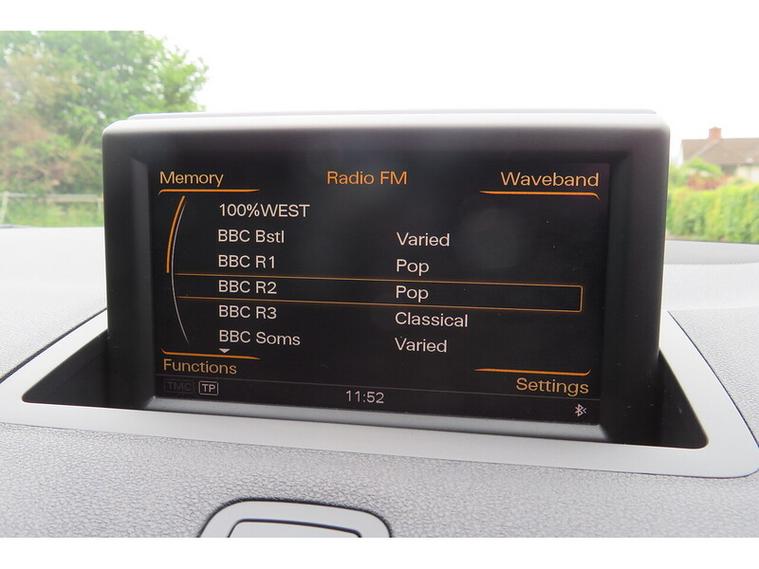 Memory Radio FM Waveband
100%WEST
BBC Bstl Varied
BBC R1 Pop
BBC R2 Pop
BBC R3 Classical
BBC Soms Varied
Functions Settings
TMC TP 11:52